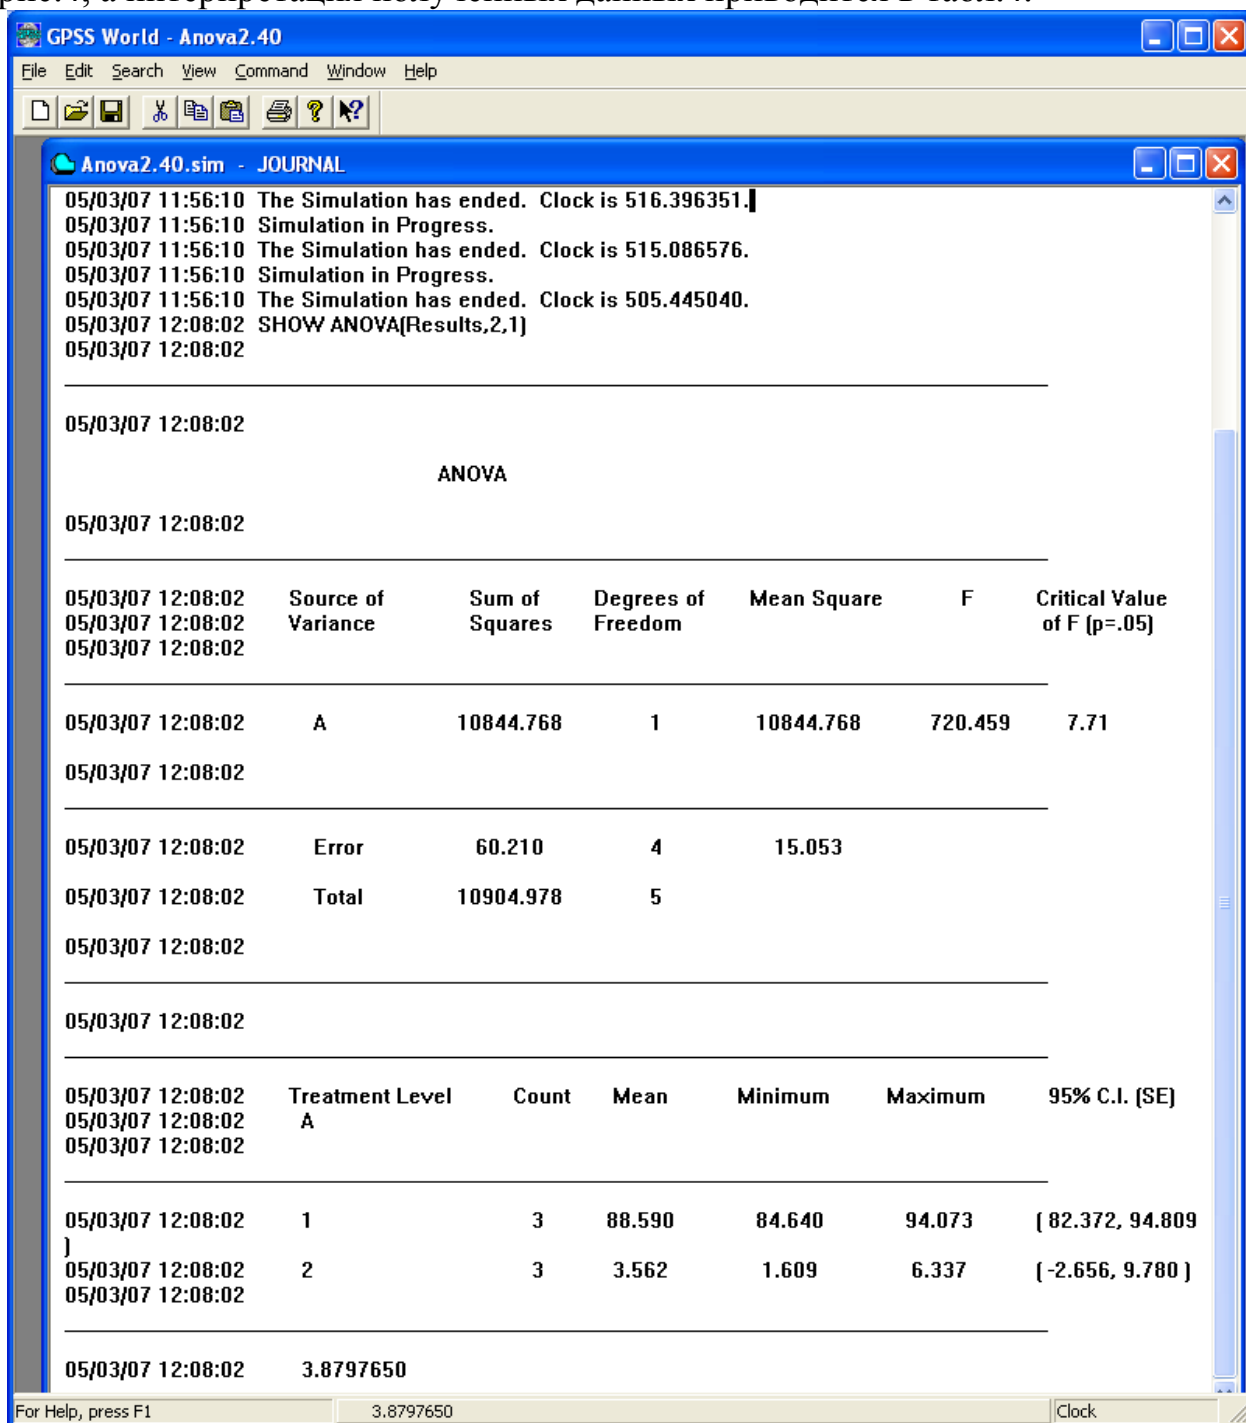 рис.4, а интерпретация полученных данных приводится в табл.4.
GPSS World - Anova2.40
File Edit Search View Command Window Help
Anova2.40.sim - JOURNAL
05/03/07 11:56:10 The Simulation has ended. Clock is 516.396351.
05/03/07 11:56:10 Simulation in Progress.
05/03/07 11:56:10 The Simulation has ended. Clock is 515.086576.
05/03/07 11:56:10 Simulation in Progress.
05/03/07 11:56:10 The Simulation has ended. Clock is 505.445040.
05/03/07 12:08:02 SHOW ANOVA(Results,2,1)
05/03/07 12:08:02
05/03/07 12:08:02
ANOVA
05/03/07 12:08:02
05/03/07 12:08:02 Source of Sum of Degrees of Mean Square F Critical Value
05/03/07 12:08:02 Variance Squares Freedom of F (p=.05)
05/03/07 12:08:02
05/03/07 12:08:02 A 10844.768 1 10844.768 720.459 7.71
05/03/07 12:08:02
05/03/07 12:08:02 Error 60.210 4 15.053
05/03/07 12:08:02 Total 10904.978 5
05/03/07 12:08:02
05/03/07 12:08:02
05/03/07 12:08:02 Treatment Level Count Mean Minimum Maximum 95% C.I. (SE)
05/03/07 12:08:02 A
05/03/07 12:08:02
05/03/07 12:08:02 1 3 88.590 84.640 94.073 ( 82.372, 94.809
)
05/03/07 12:08:02 2 3 3.562 1.609 6.337 ( -2.656, 9.780 )
05/03/07 12:08:02
05/03/07 12:08:02 3.8797650
For Help, press F1 3.8797650 Clock